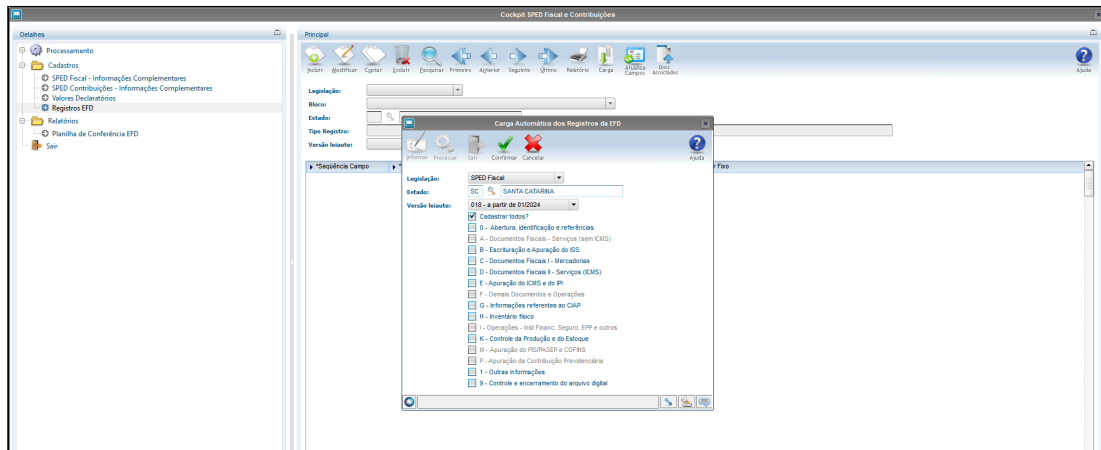 Cockpit SPED Fiscal e Contribuições
Detalhes
Processamento
Cadastros
SPED Fiscal - Informações Complementares
SPED Contribuições - Informações Complementares
Valores Declaratórios
Registros EFD
Relatórios
Planilha de Conferência EFD
Sair
Principal
Incluir Modificar Copiar Excluir Pesquisar Primeiro Anterior Seguinte Último Relatório Carga Atualiza Campos Docs. Associados Ajuda
Legislação:
Bloco:
Estado:
Tipo Registro:
Versão leiaute:
*Seqüência Campo
Fixo
Carga Automática dos Registros da EFD
Informar Processar Sair Confirmar Cancelar Ajuda
Legislação: SPED Fiscal
Estado: SC SANTA CATARINA
Versão leiaute: 018 - a partir de 01/2024
Cadastrar todos?
0 - Abertura, identificação e referências
A - Documentos Fiscais - Serviços (sem ICMS)
B - Escrituração e Apuração do ISS
C - Documentos Fiscais I - Mercadorias
D - Documentos Fiscais II - Serviços (ICMS)
E - Apuração do ICMS e do IPI
F - Demais Documentos e Operações
G - Informações referentes ao CIAP
H - Inventário físico
I - Operações - Inst Financ, Seguro, EPP e outros
K - Controle da Produção e do Estoque
M - Apuração do PIS/PASEP e COFINS
P - Apuração da Contribuição Previdenciária
1 - Outras informações
9 - Controle e encerramento do arquivo digital